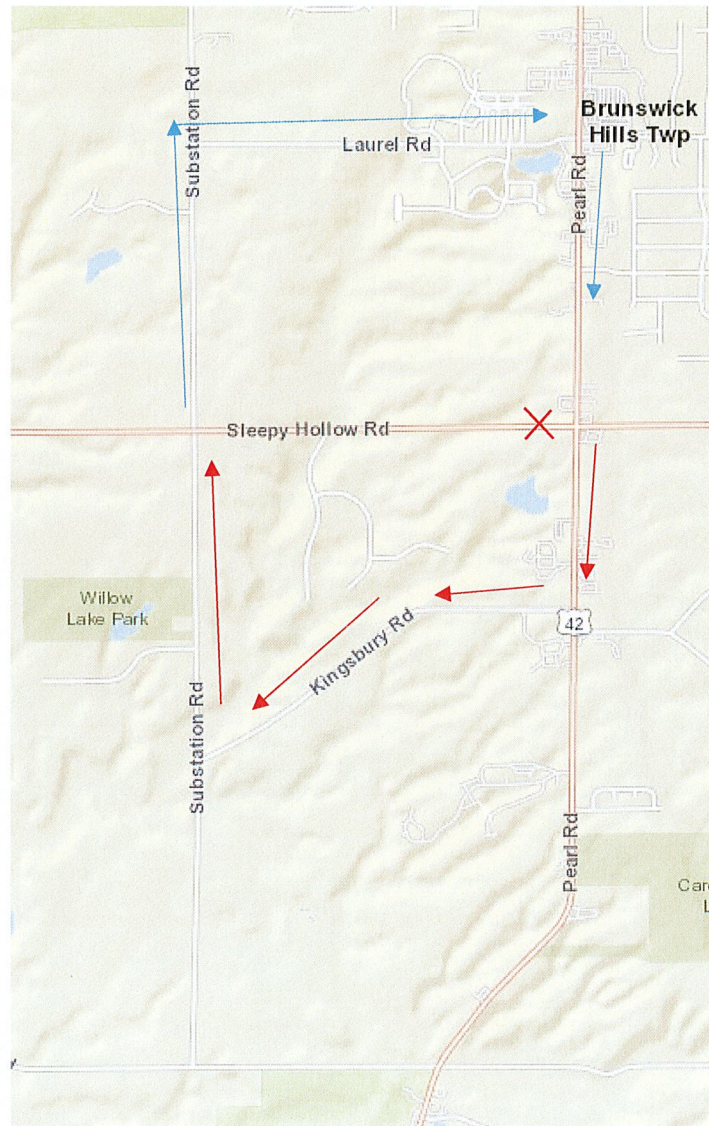 Substation Rd
Brunswick
Hills Twp
Laurel Rd
Pearl Rd
Sleepy Hollow Rd
Willow
Lake Park
42
Kingsbury Rd
Substation Rd
Pearl Rd
Car
L